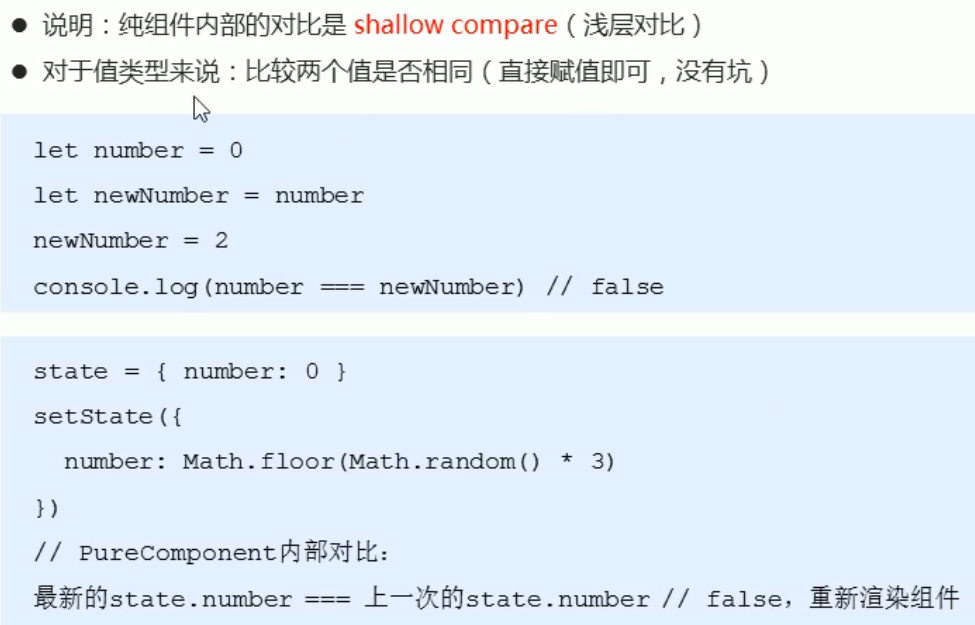 ● 说明：纯组件内部的对比是 shallow compare（浅层对比）
● 对于值类型来说：比较两个值是否相同（直接赋值即可，没有坑）
let number = 0
let newNumber = number
newNumber = 2
console.log(number === newNumber) // false
state = { number: 0 }
setState({
  number: Math.floor(Math.random() * 3)
})
// PureComponent内部对比：
最新的state.number === 上一次的state.number // false，重新渲染组件